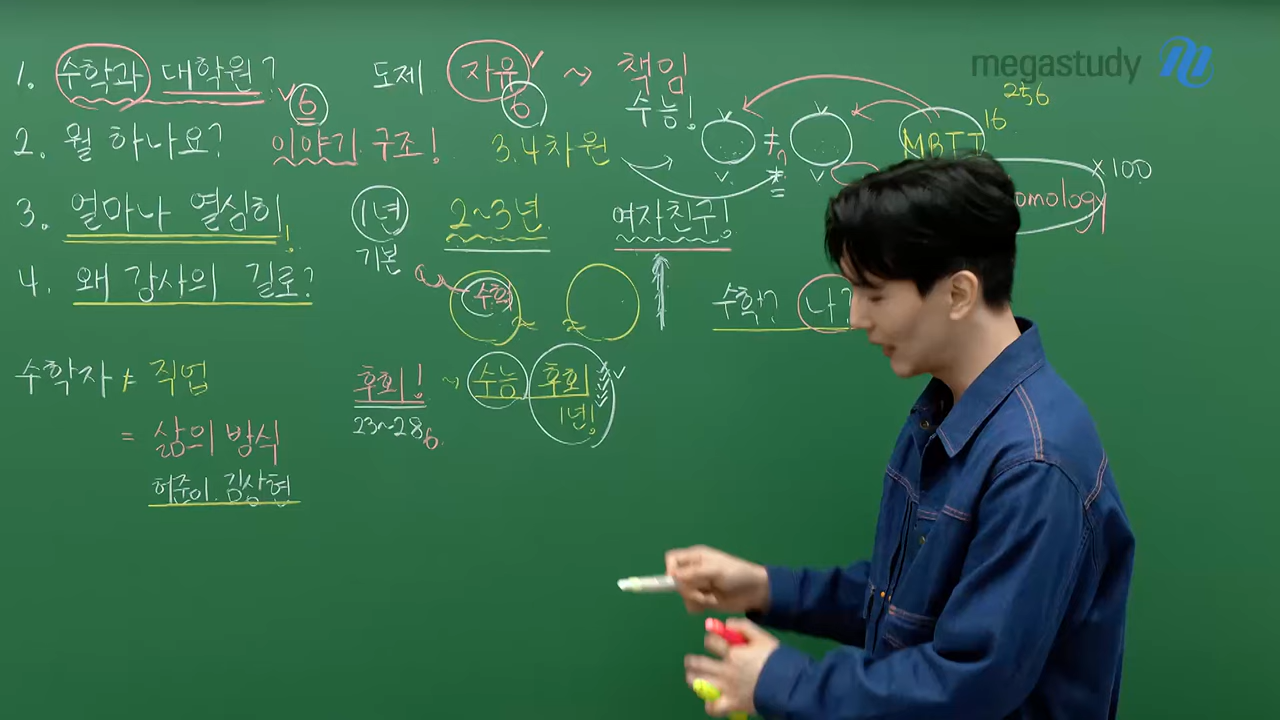 megastudy
1. 수학과 대학원? 6 도제 자유 6 ~ 책임
수능!
256
16
2. 뭘 하나요? 이야기 구조! 3.4차원 ≠ MBTI
×100
omology
3. 얼마나 열심히! 1년 2~3년 여자친구!
기본
4. 왜 강사의 길로? 수학 수학? 나?
수학자 ≠ 직업 후회! ~ 수능 후회
23~28 6. 1년!
= 삶의 방식
허준이. 김상현